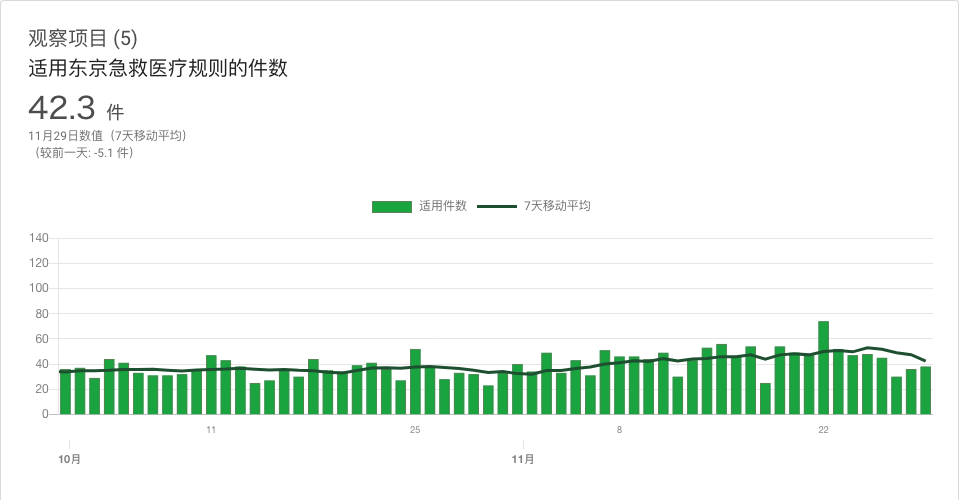 观察项目 (5)
适用东京急救医疗规则的件数
42.3 件
11月29日数值（7天移动平均）
（较前一天: -5.1 件）
适用件数 7天移动平均
140
120
100
80
60
40
20
0
11 25 8 22
10月 11月